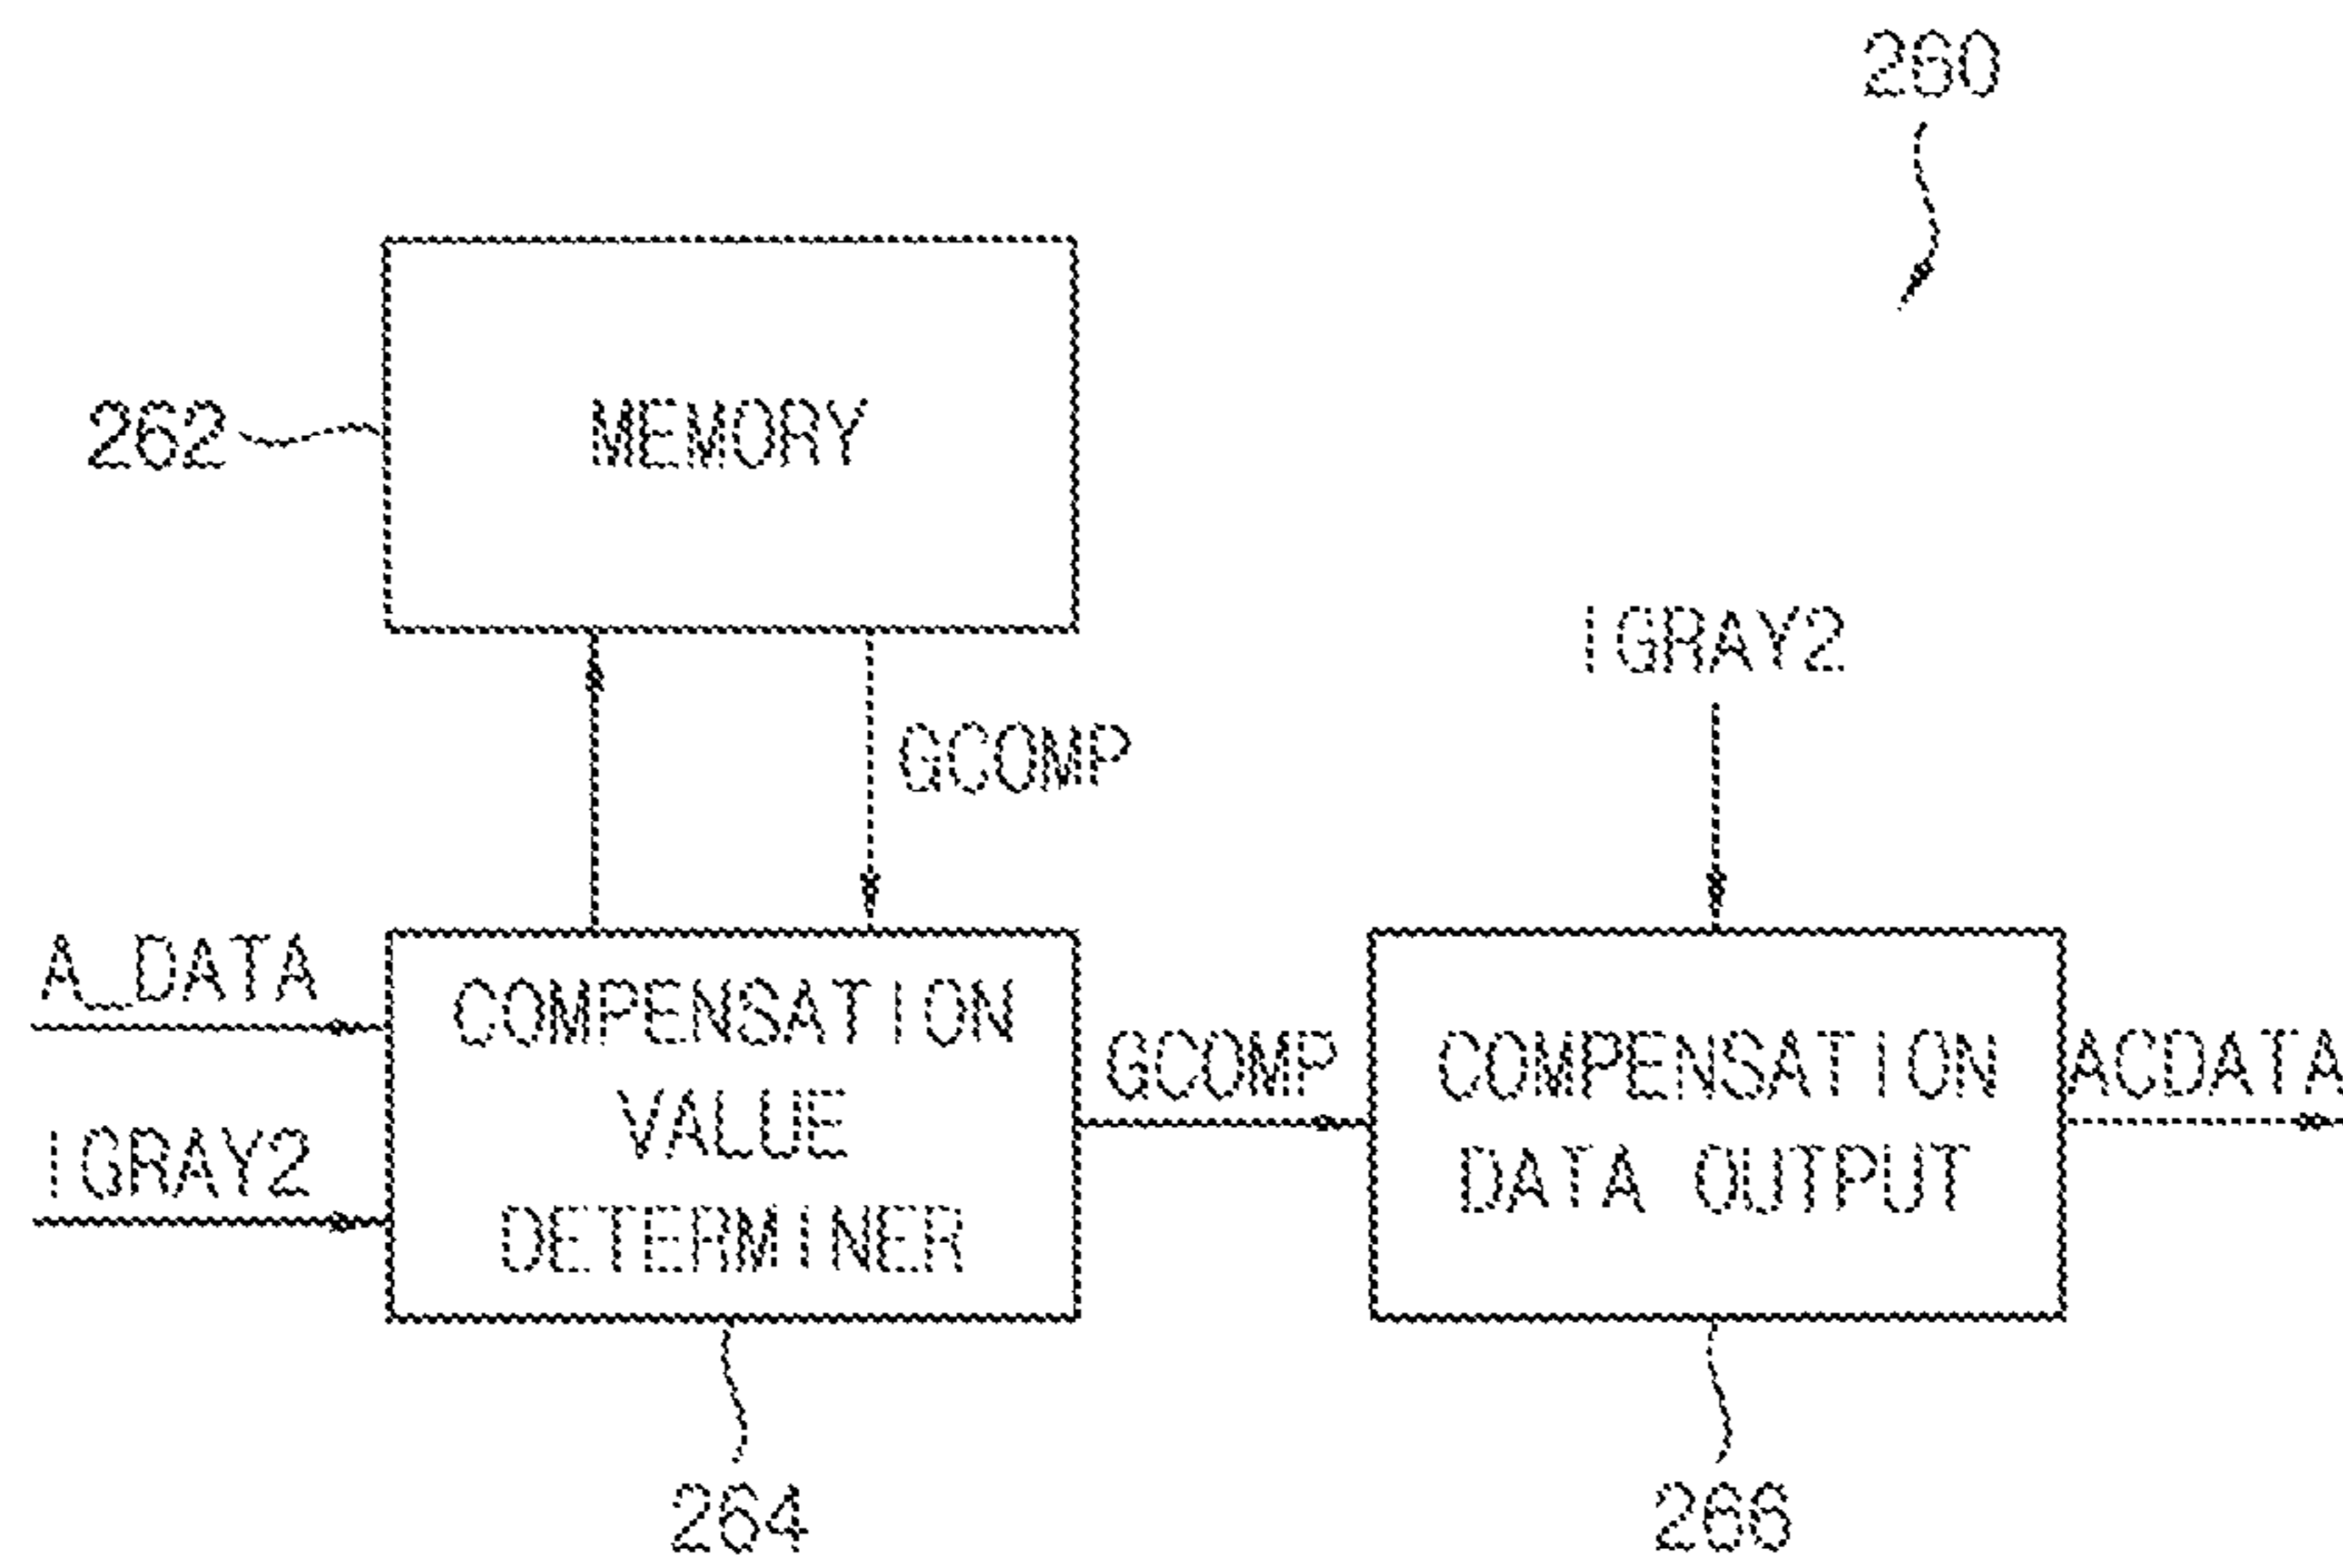 260
MEMORY
262
IGRAY2
GCOMP
A_DATA
IGRAY2
COMPENSATION
VALUE
DETERMINER
GCOMP
COMPENSATION
DATA OUTPUT
ACDATA
264
266